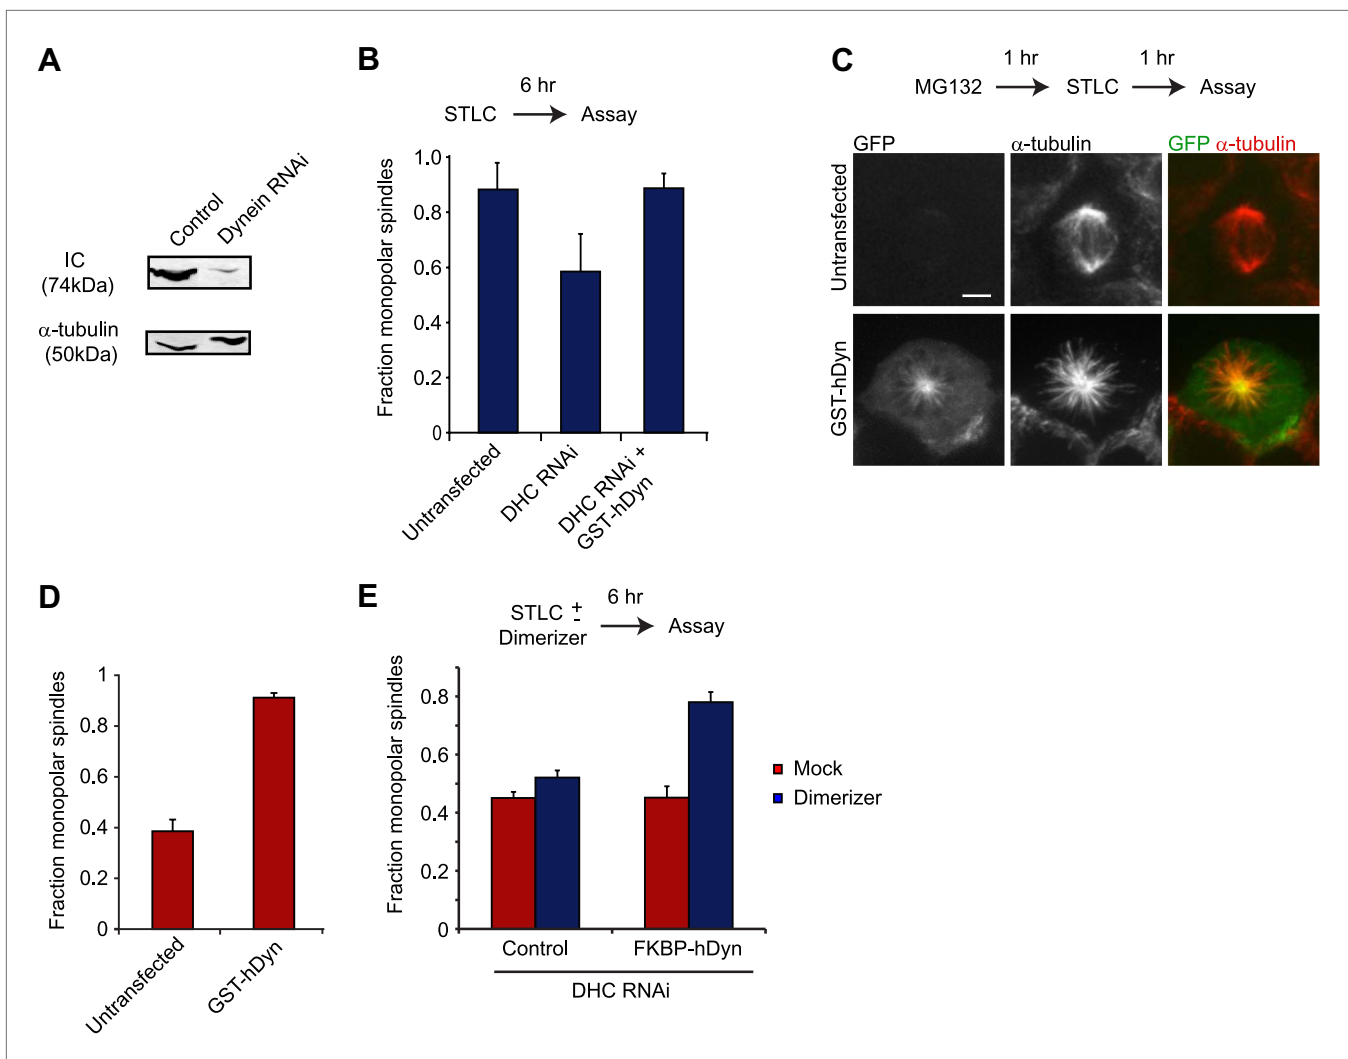 A
Control
Dynein RNAi
IC
(74kDa)
α-tubulin
(50kDa)
B
6 hr
STLC
Assay
Fraction monopolar spindles
1.0
0.8
0.6
0.4
0.2
0
Untransfected
DHC RNAi
DHC RNAi +
GST-hDyn
C
1 hr
1 hr
MG132
STLC
Assay
GFP
α-tubulin
GFP α-tubulin
Untransfected
GST-hDyn
D
Fraction monopolar spindles
1
0.8
0.6
0.4
0.2
0
Untransfected
GST-hDyn
E
STLC ±
Dimerizer
6 hr
Assay
Fraction monopolar spindles
0.8
0.6
0.4
0.2
0
Control
FKBP-hDyn
DHC RNAi
Mock
Dimerizer